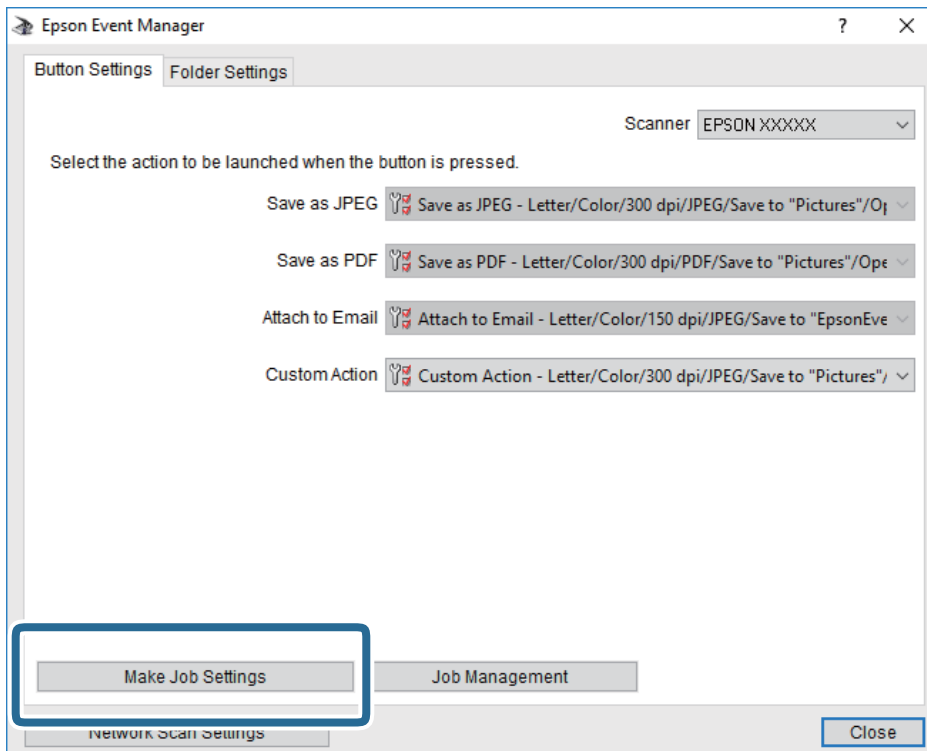 Epson Event Manager
Button Settings
Folder Settings
Scanner EPSON XXXXX
Select the action to be launched when the button is pressed.
Save as JPEG Save as JPEG - Letter/Color/300 dpi/JPEG/Save to "Pictures"/Op
Save as PDF Save as PDF - Letter/Color/300 dpi/PDF/Save to "Pictures"/Ope
Attach to Email Attach to Email - Letter/Color/150 dpi/JPEG/Save to "EpsonEve
Custom Action Custom Action - Letter/Color/300 dpi/JPEG/Save to "Pictures"/
Make Job Settings
Job Management
Network Scan Settings
Close